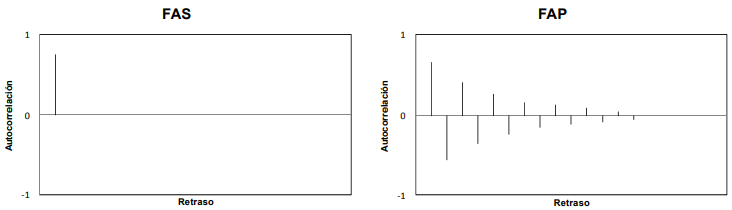 FAS
1
0
-1
Autocorrelación
Retraso
FAP
1
0
-1
Autocorrelación
Retraso